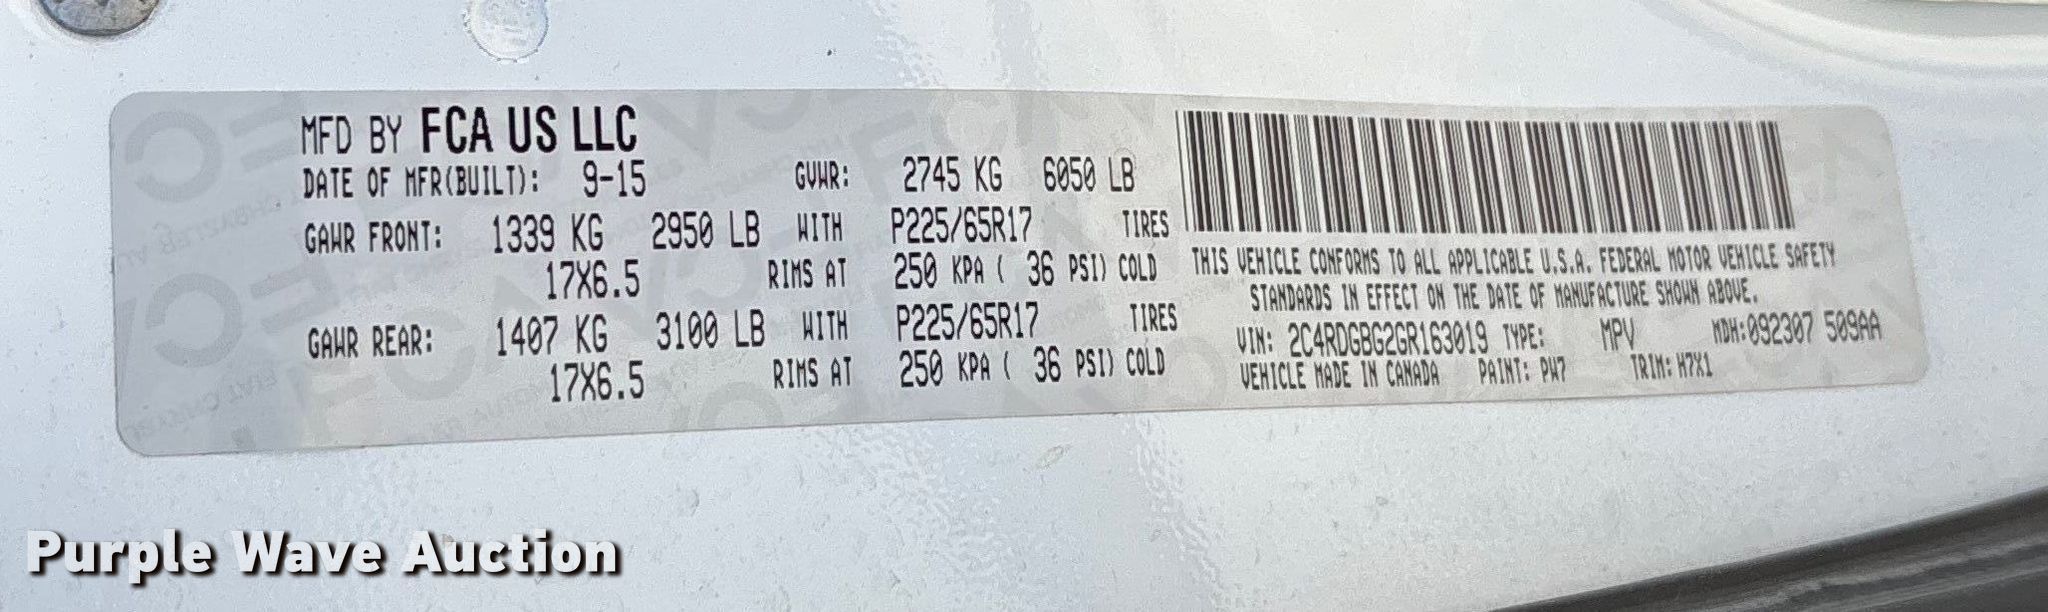 MFD BY FCA US LLC
DATE OF MFR(BUILT): 9-15 GVWR: 2745 KG 6050 LB
GAWR FRONT: 1339 KG 2950 LB WITH P225/65R17 TIRES
17X6.5 RIMS AT 250 KPA ( 36 PSI) COLD
GAWR REAR: 1407 KG 3100 LB WITH P225/65R17 TIRES
17X6.5 RIMS AT 250 KPA ( 36 PSI) COLD
THIS VEHICLE CONFORMS TO ALL APPLICABLE U.S.A. FEDERAL MOTOR VEHICLE SAFETY
STANDARDS IN EFFECT ON THE DATE OF MANUFACTURE SHOWN ABOVE.
VIN: 2C4RDGBG2GR163019 TYPE: MPV MDH:092307 509AA
VEHICLE MADE IN CANADA PAINT: PW7 TRIM: H7X1
Purple Wave Auction